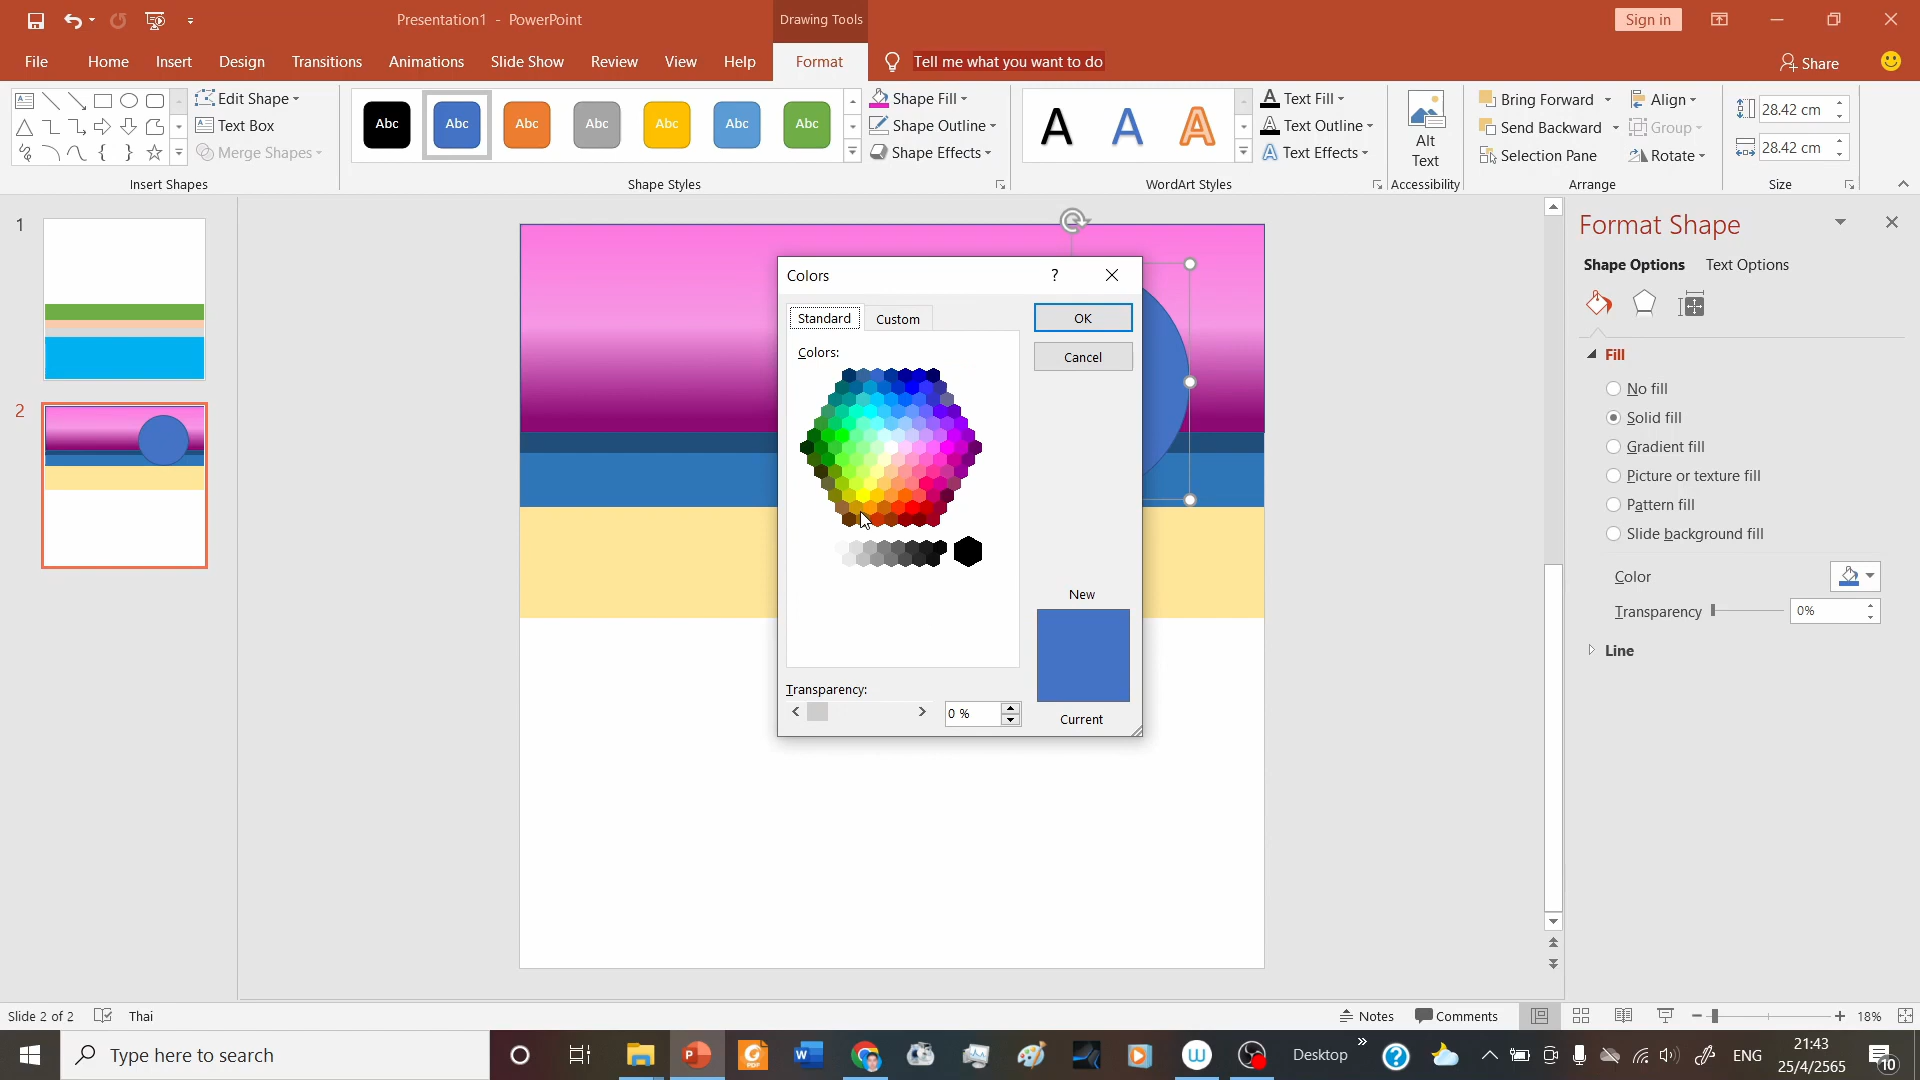 Presentation1 - PowerPoint
Drawing Tools
Sign in
File
Home
Insert
Design
Transitions
Animations
Slide Show
Review
View
Help
Format
Tell me what you want to do
Share
Edit Shape
Text Box
Merge Shapes
Insert Shapes
Abc
Abc
Abc
Abc
Abc
Abc
Abc
Shape Fill
Shape Outline
Shape Effects
Shape Styles
A
A
A
Text Fill
Text Outline
Text Effects
WordArt Styles
Alt
Text
Accessibility
Bring Forward
Send Backward
Selection Pane
Align
Group
Rotate
Arrange
28.42 cm
28.42 cm
Size
1
2
Colors
?
Standard
Custom
OK
Cancel
Colors:
New
Current
Transparency:
0 %
Format Shape
Shape Options
Text Options
Fill
No fill
Solid fill
Gradient fill
Picture or texture fill
Pattern fill
Slide background fill
Color
Transparency
0%
Line
Slide 2 of 2
Thai
Notes
Comments
18%
Type here to search
Desktop
ENG
21:43
25/4/2565
10